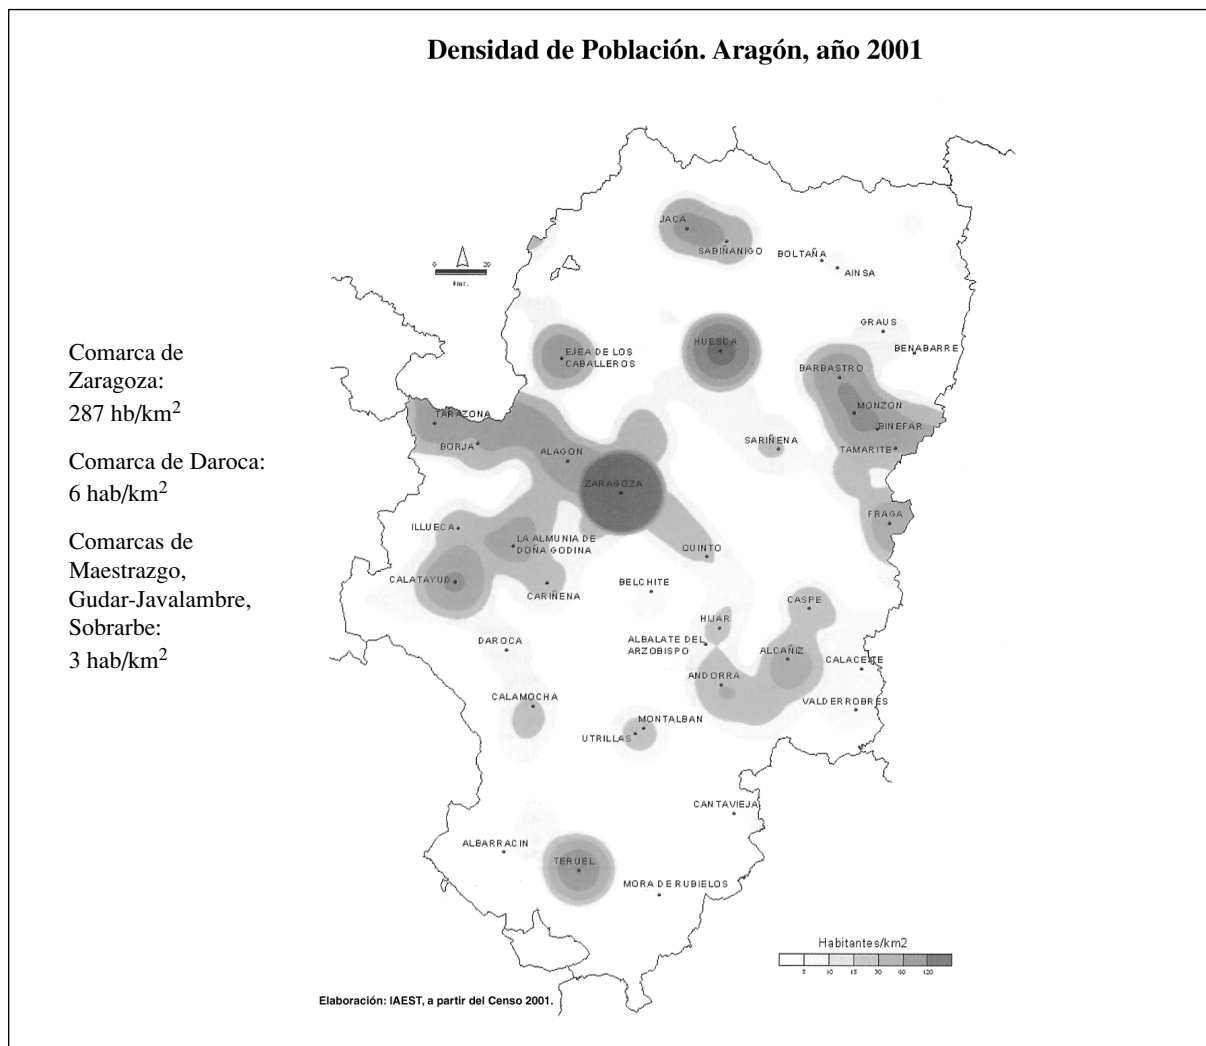 Densidad de Población. Aragón, año 2001
JACA
SABIÑANIGO
BOLTAÑA
AINSA
0 20
GRAUS
BENABARRE
HUESCA
EJEA DE LOS
CABALLEROS
BARBASTRO
Comarca de
Zaragoza:
287 hb/km2
Comarca de Daroca:
6 hab/km2
Comarcas de
Maestrazgo,
Gudar-Javalambre,
Sobrarbe:
3 hab/km2
TARAZONA
MONZON
BINEFAR
BORJA
ALAGON
SARIÑENA
TAMARITE
ZARAGOZA
ILLUECA
FRAGA
LA ALMUNIA DE
DOÑA GODINA
QUINTO
CALATAYUD
CARIÑENA
BELCHITE
CASPE
HIJAR
DAROCA
ALBALATE DEL
ARZOBISPO
ALCAÑIZ
CALACEITE
ANDORRA
CALAMOCHA
VALDERROBRES
MONTALBAN
UTRILLAS
CANTAVIEJA
ALBARRACIN
TERUEL
MORA DE RUBIELOS
Habitantes/km2
5 10 15 30 60 120
Elaboración: IAEST, a partir del Censo 2001.